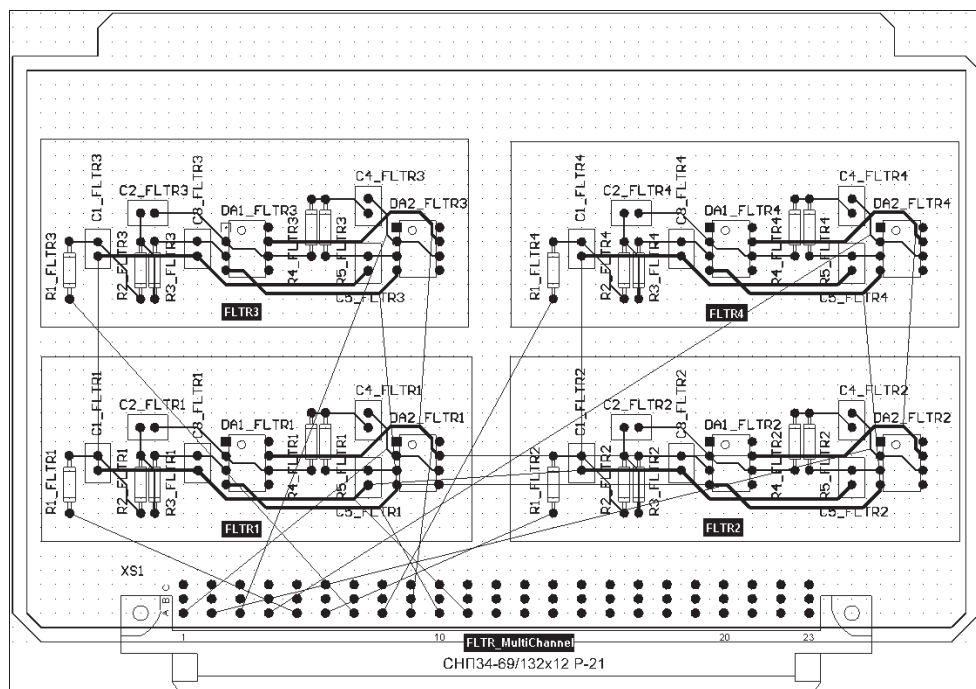 C4_FLTR3
C2_FLTR3
C1_FLTR3
C3_FLTR3
DA1_FLTR3
DA2_FLTR3
R1_FLTR3
R2_FLTR3
R3_FLTR3
R4_FLTR3
R5_FLTR3
C5_FLTR3
FLTR3
C4_FLTR4
C2_FLTR4
C1_FLTR4
C3_FLTR4
DA1_FLTR4
DA2_FLTR4
R1_FLTR4
R2_FLTR4
R3_FLTR4
R4_FLTR4
R5_FLTR4
C5_FLTR4
FLTR4
C4_FLTR1
C2_FLTR1
C1_FLTR1
C3_FLTR1
DA1_FLTR1
DA2_FLTR1
R1_FLTR1
R2_FLTR1
R3_FLTR1
R4_FLTR1
R5_FLTR1
C5_FLTR1
FLTR1
C4_FLTR2
C2_FLTR2
C1_FLTR2
C3_FLTR2
DA1_FLTR2
DA2_FLTR2
R1_FLTR2
R2_FLTR2
R3_FLTR2
R4_FLTR2
R5_FLTR2
C5_FLTR2
FLTR2
XS1
C
B
A
1 10 20 23
FLTR_MultiChannel
СНП34-69/132x12 Р-21